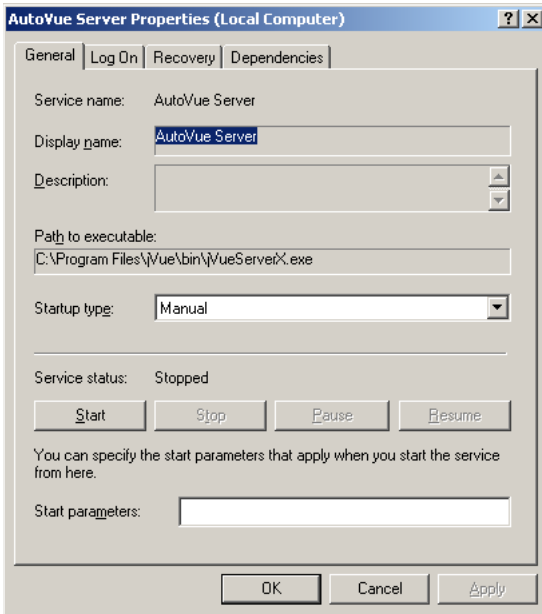 AutoVue Server Properties (Local Computer)
General Log On Recovery Dependencies
Service name: AutoVue Server
Display name: AutoVue Server
Description:
Path to executable:
C:\Program Files\jVue\bin\jVueServerX.exe
Startup type: Manual
Service status: Stopped
Start Stop Pause Resume
You can specify the start parameters that apply when you start the service
from here.
Start parameters:
OK Cancel Apply